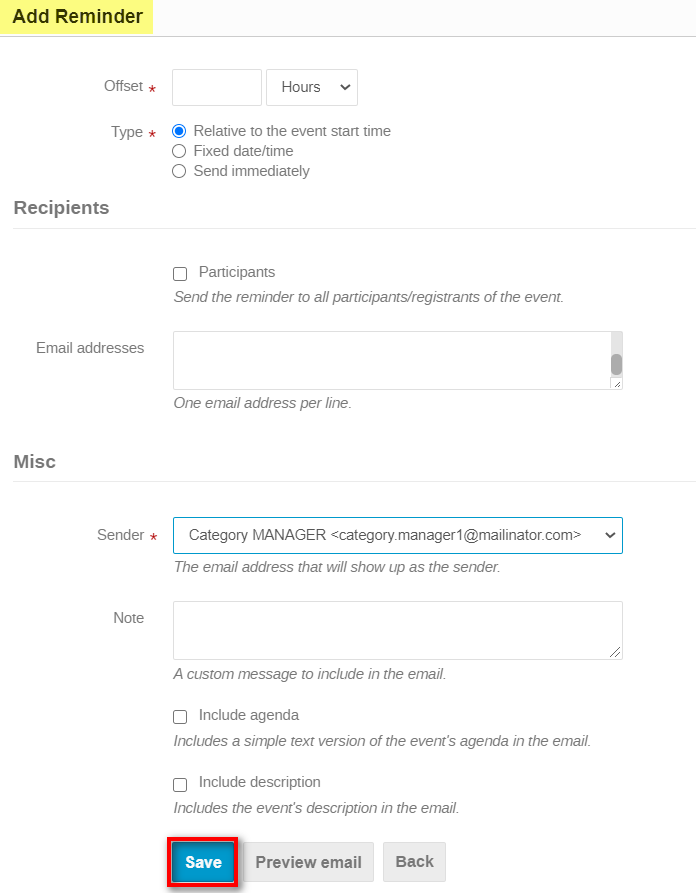 Add Reminder
Offset * Hours
Type * Relative to the event start time
Fixed date/time
Send immediately
Recipients
Participants
Send the reminder to all participants/registrants of the event.
Email addresses
One email address per line.
Misc
Sender * Category MANAGER <category.manager1@mailinator.com>
The email address that will show up as the sender.
Note
A custom message to include in the email.
Include agenda
Includes a simple text version of the event's agenda in the email.
Include description
Includes the event's description in the email.
Save Preview email Back